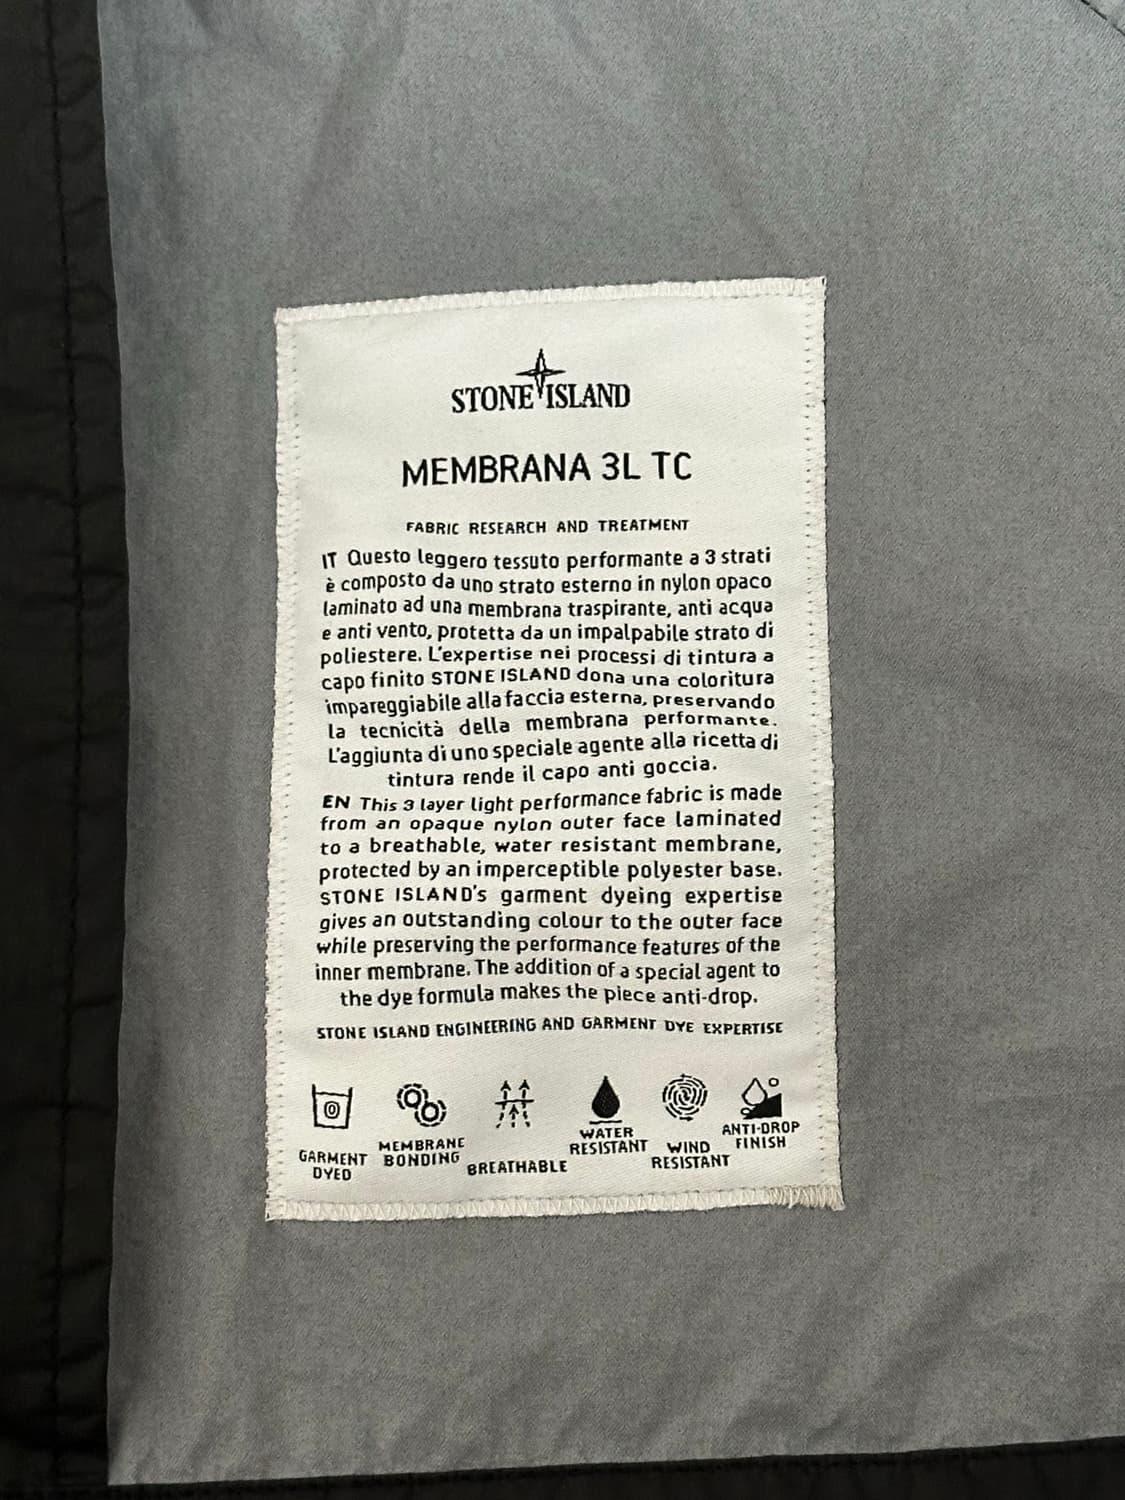 STONE ISLAND
MEMBRANA 3L TC
FABRIC RESEARCH AND TREATMENT
IT Questo leggero tessuto performante a 3 strati
è composto da uno strato esterno in nylon opaco
laminato ad una membrana traspirante, anti acqua
e anti vento, protetta da un impalpabile strato di
poliestere. L'expertise nei processi di tintura a
capo finito STONE ISLAND dona una coloritura
impareggiabile alla faccia esterna, preservando
la tecnicità della membrana performante.
L'aggiunta di uno speciale agente alla ricetta di
tintura rende il capo anti goccia.
EN This 3 layer light performance fabric is made
from an opaque nylon outer face laminated
to a breathable, water resistant membrane,
protected by an imperceptible polyester base.
STONE ISLAND's garment dyeing expertise
gives an outstanding colour to the outer face
while preserving the performance features of the
inner membrane. The addition of a special agent to
the dye formula makes the piece anti-drop.
STONE ISLAND ENGINEERING AND GARMENT DYE EXPERTISE
GARMENT
DYED
MEMBRANE
BONDING
BREATHABLE
WATER
RESISTANT
WIND
RESISTANT
ANTI-DROP
FINISH